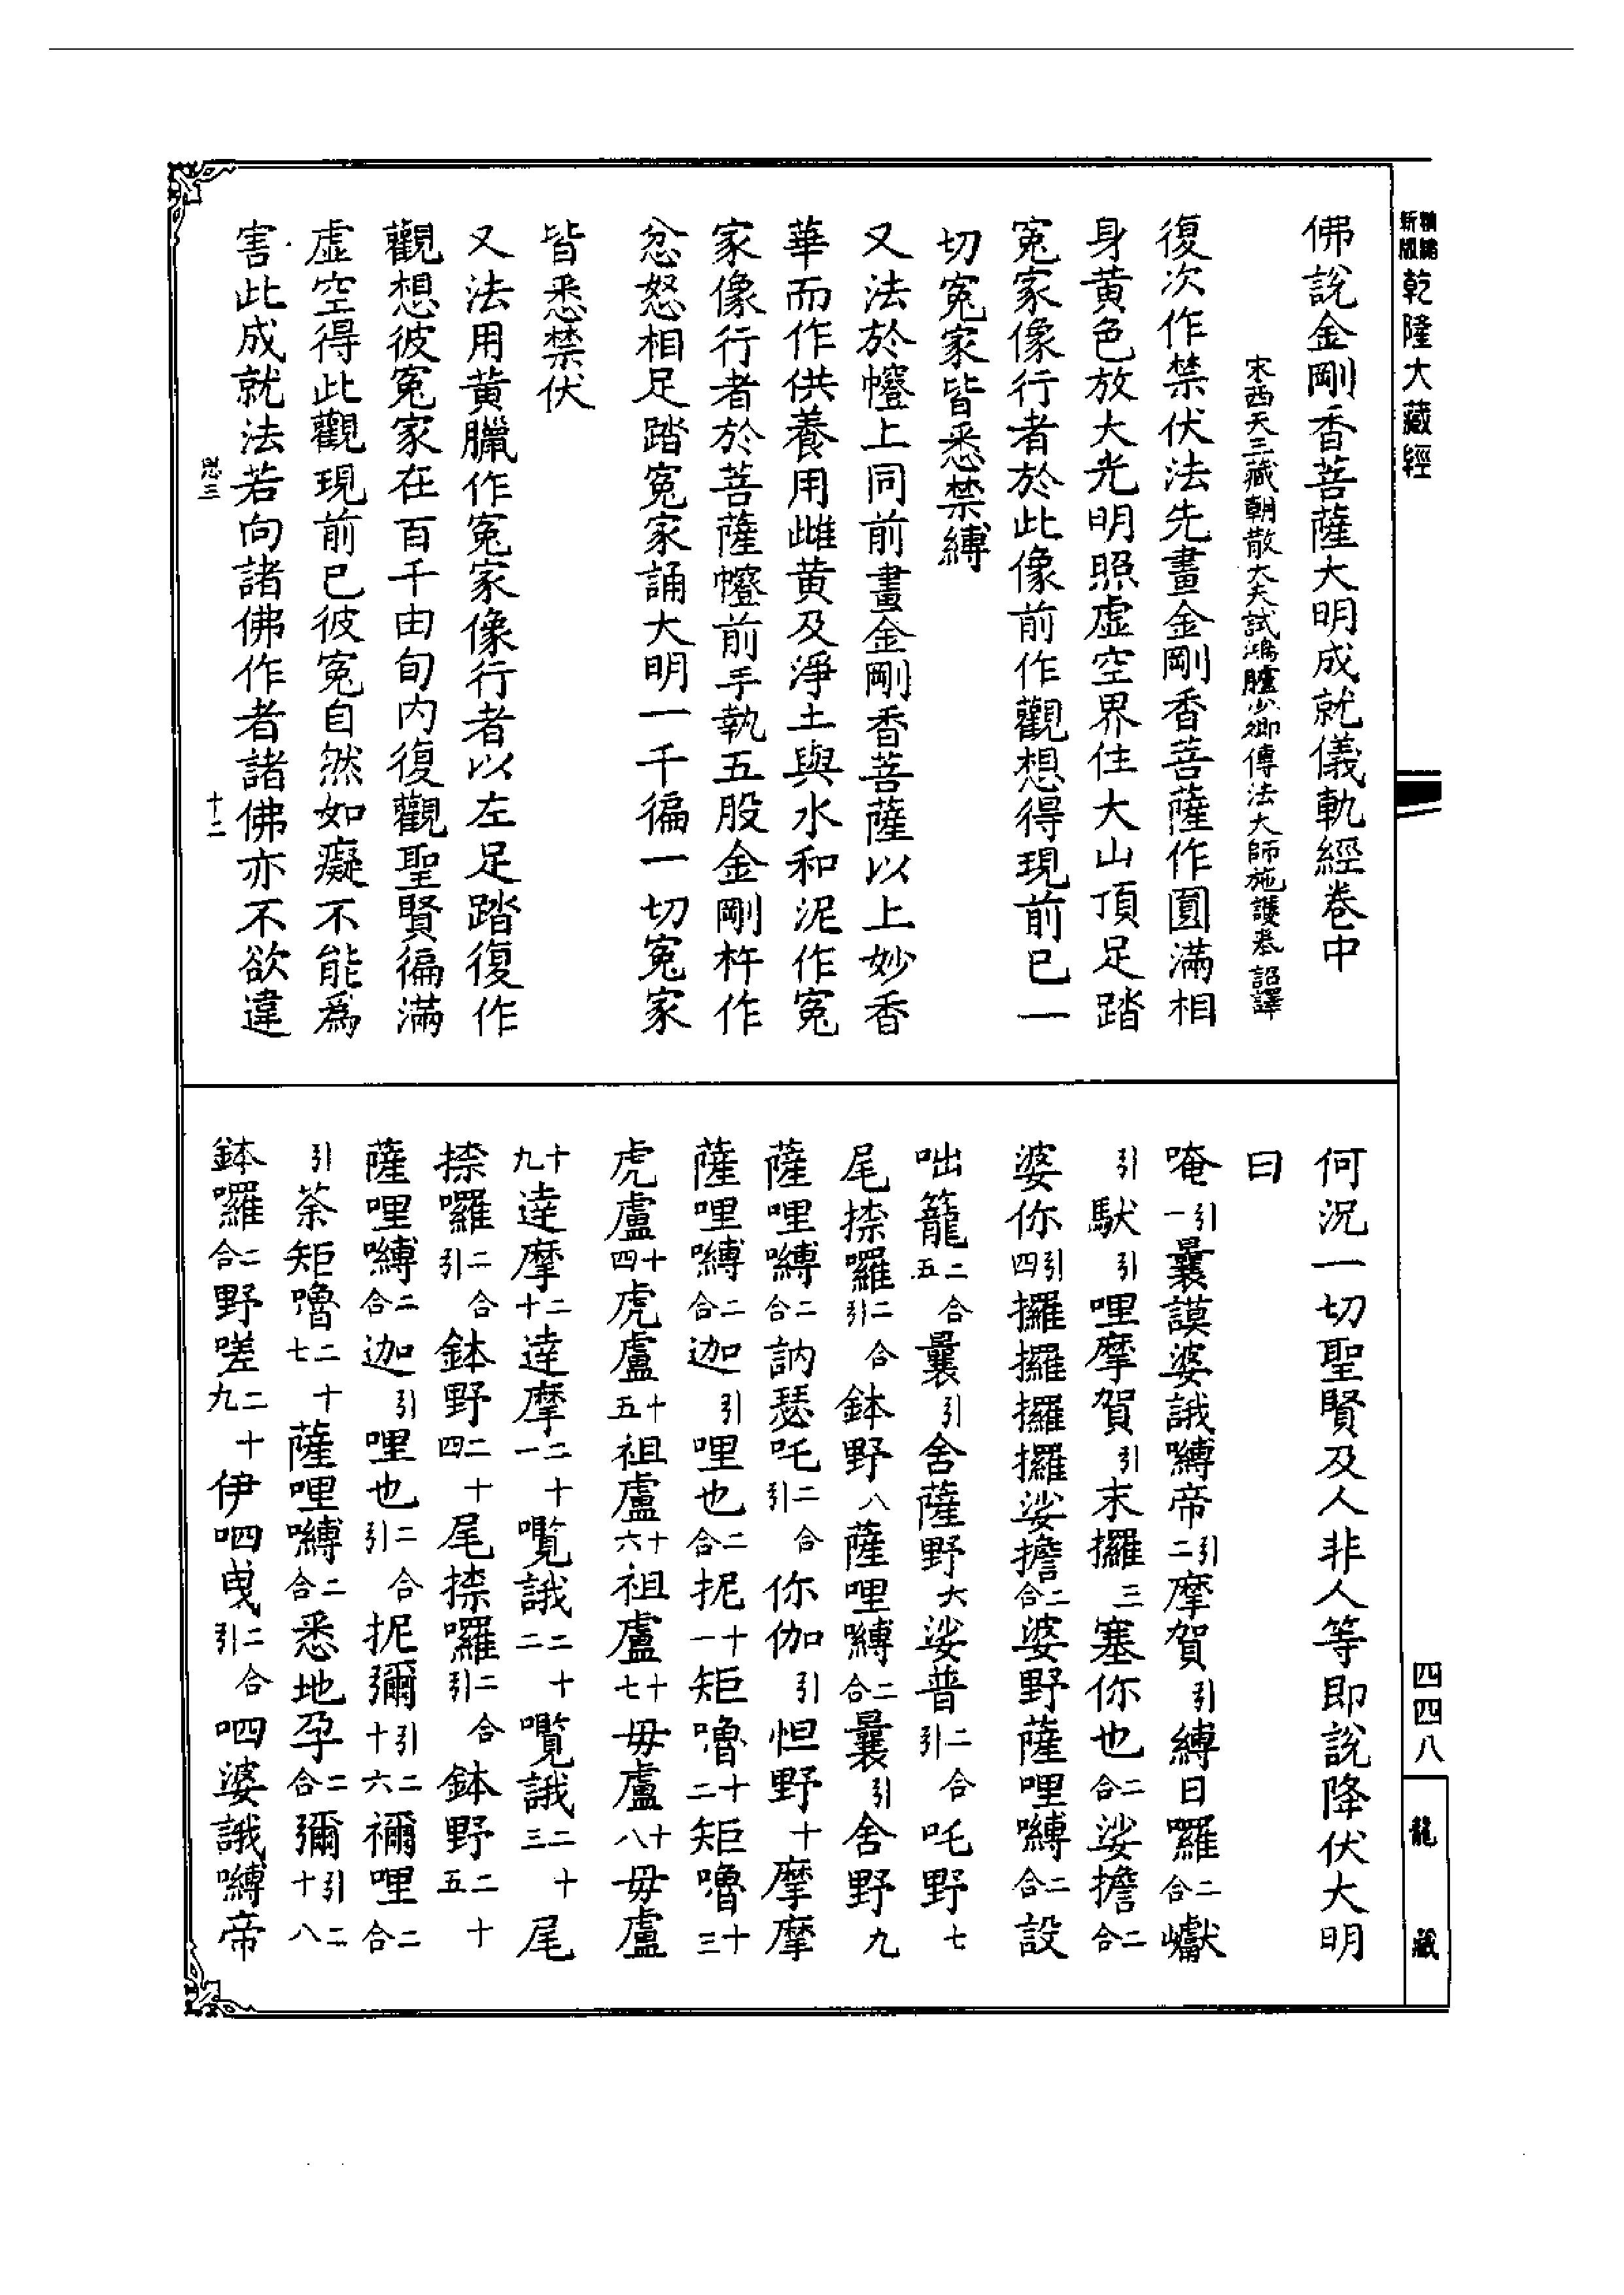 精編
新版
乾隆大藏經
佛說金剛香菩薩大明成就儀軌經卷中
宋西天三藏朝散大夫試鴻臚少卿傳法大師施護奉 詔譯
復次作禁伏法先畫金剛香菩薩作圓滿相
身黃色放大光明照虛空界住大山頂足踏
冤家像行者於此像前作觀想得現前已一
切冤家皆悉禁縛
又法於㡧上同前畫金剛香菩薩以上妙香
華而作供養用雌黃及淨土與水和泥作冤
家像行者於菩薩㡧前手執五股金剛杵作
忿怒相足踏冤家誦大明一千徧一切冤家
皆悉禁伏
又法用黃臘作冤家像行者以左足踏復作
觀想彼冤家在百千由旬內復觀聖賢徧滿
虛空得此觀現前已彼冤自然如癡不能爲
害此成就法若向諸佛作者諸佛亦不欲違
十二
何況一切聖賢及人非人等即說降伏大明
曰
唵引一曩謨婆誐嚩帝引二摩賀引縛日囉二合巘
引馱引哩摩賀引末攞三塞你也二合娑擔二合
婆你引四攞攞攞攞娑擔二合婆野薩哩嚩二合設
咄籠二合五曩引舍薩野六娑普二合引吒野七
尾捺囉二合引鉢野八薩哩嚩二合曩引舍野九
薩哩嚩二合訥瑟吒二合引你伽引怛野十摩摩
薩哩嚩二合迦引哩也二合抳十一矩嚕十二矩嚕十三
虎盧十四虎盧十五祖盧十六祖盧十七毋盧十八毋盧
十九達摩二十達摩二十一嚂誐二十二嚂誐二十三尾
捺囉二合引鉢野二十四尾捺囉二合引鉢野二十五
薩哩嚩二合迦引哩也二合引抳彌引二十六禰哩二合
引茶矩嚕二十七薩哩嚩二合悉地孕二合彌引二十八
鉢囉二合野嗟二十九伊呬曳二合引呬婆誐嚩帝
四四八
龍藏